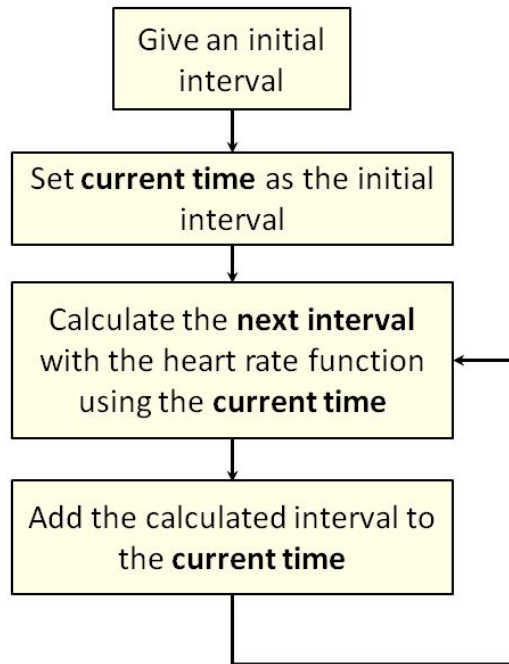 Give an initial
interval
Set current time as the initial
interval
Calculate the next interval
with the heart rate function
using the current time
Add the calculated interval to
the current time